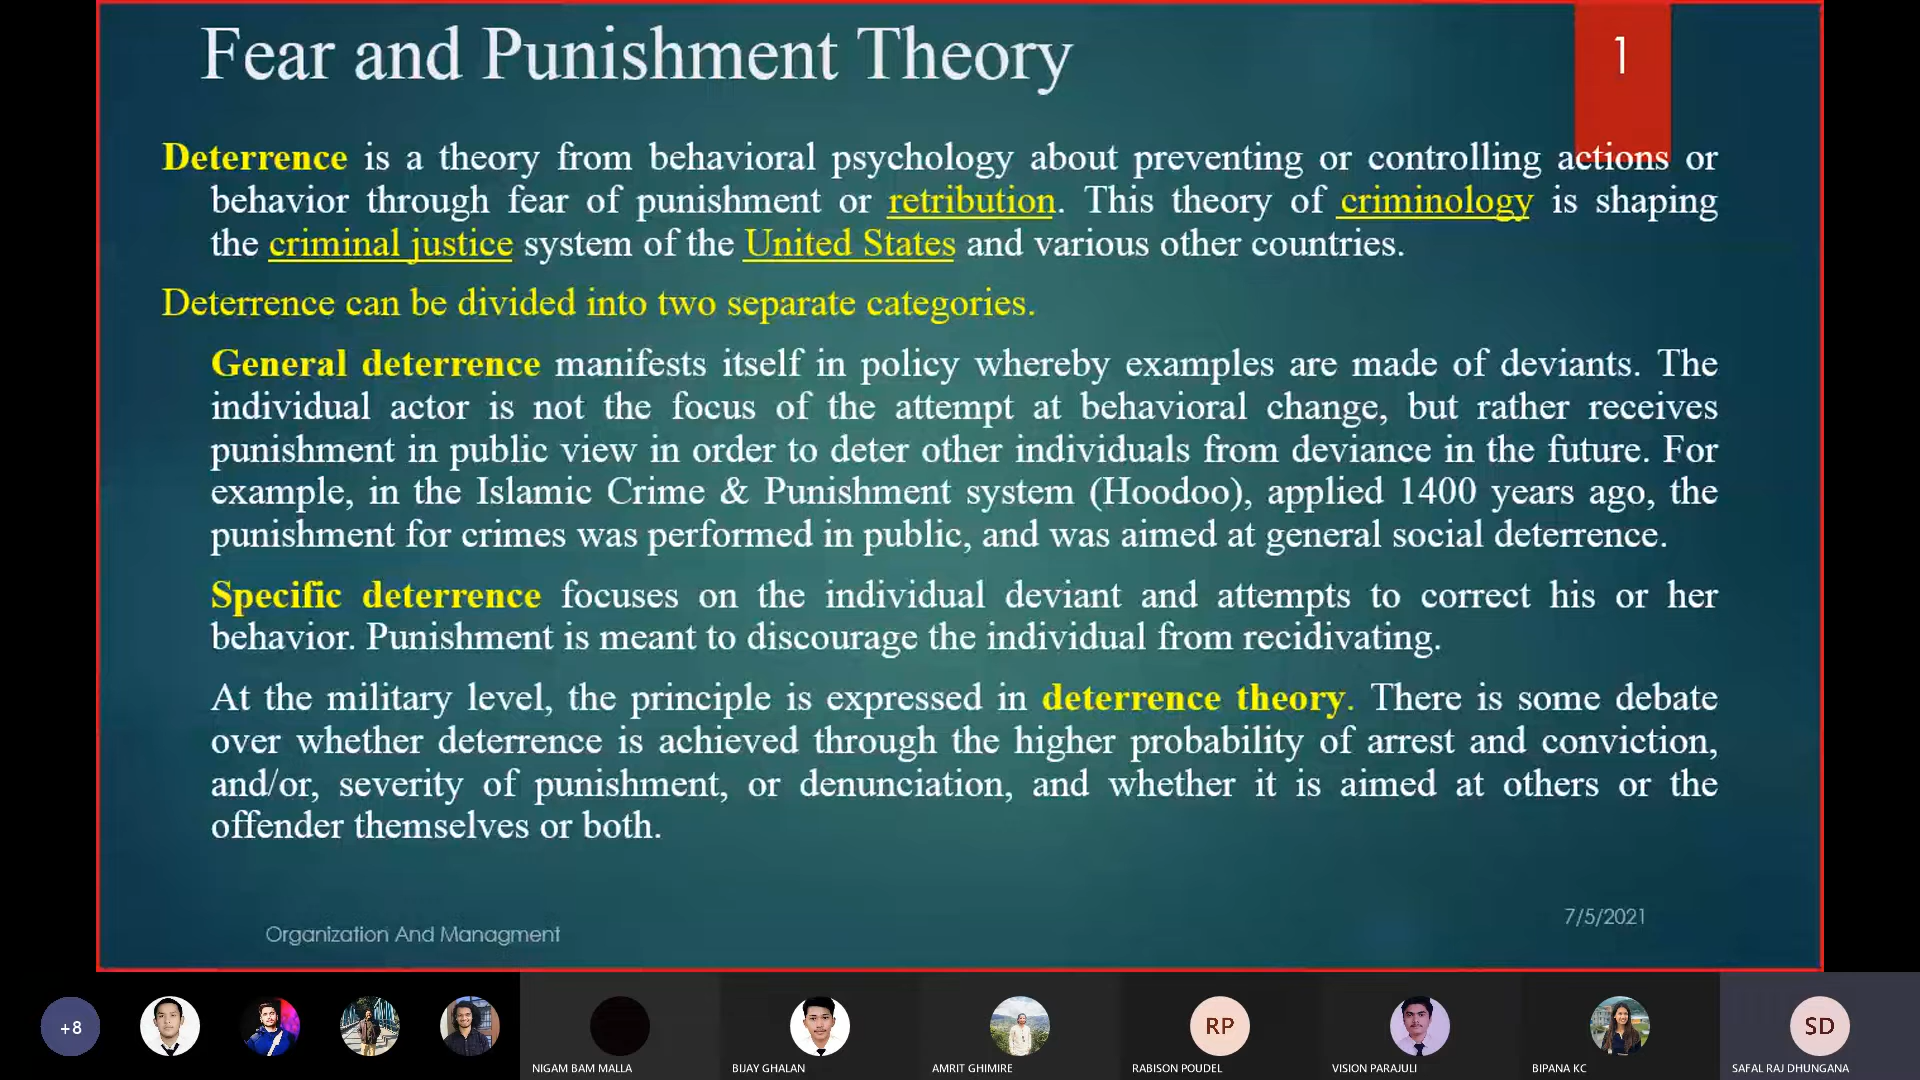 Fear and Punishment Theory
1
Deterrence is a theory from behavioral psychology about preventing or controlling actions or
behavior through fear of punishment or retribution. This theory of criminology is shaping
the criminal justice system of the United States and various other countries.
Deterrence can be divided into two separate categories.
General deterrence manifests itself in policy whereby examples are made of deviants. The
individual actor is not the focus of the attempt at behavioral change, but rather receives
punishment in public view in order to deter other individuals from deviance in the future. For
example, in the Islamic Crime & Punishment system (Hoodoo), applied 1400 years ago, the
punishment for crimes was performed in public, and was aimed at general social deterrence.
Specific deterrence focuses on the individual deviant and attempts to correct his or her
behavior. Punishment is meant to discourage the individual from recidivating.
At the military level, the principle is expressed in deterrence theory. There is some debate
over whether deterrence is achieved through the higher probability of arrest and conviction,
and/or, severity of punishment, or denunciation, and whether it is aimed at others or the
offender themselves or both.
7/5/2021
Organization And Managment
+8
RP
SD
NIGAM BAM MALLA
BIJAY GHALAN
AMRIT GHIMIRE
RABISON POUDEL
VISION PARAJULI
BIPANA KC
SAFAL RAJ DHUNGANA